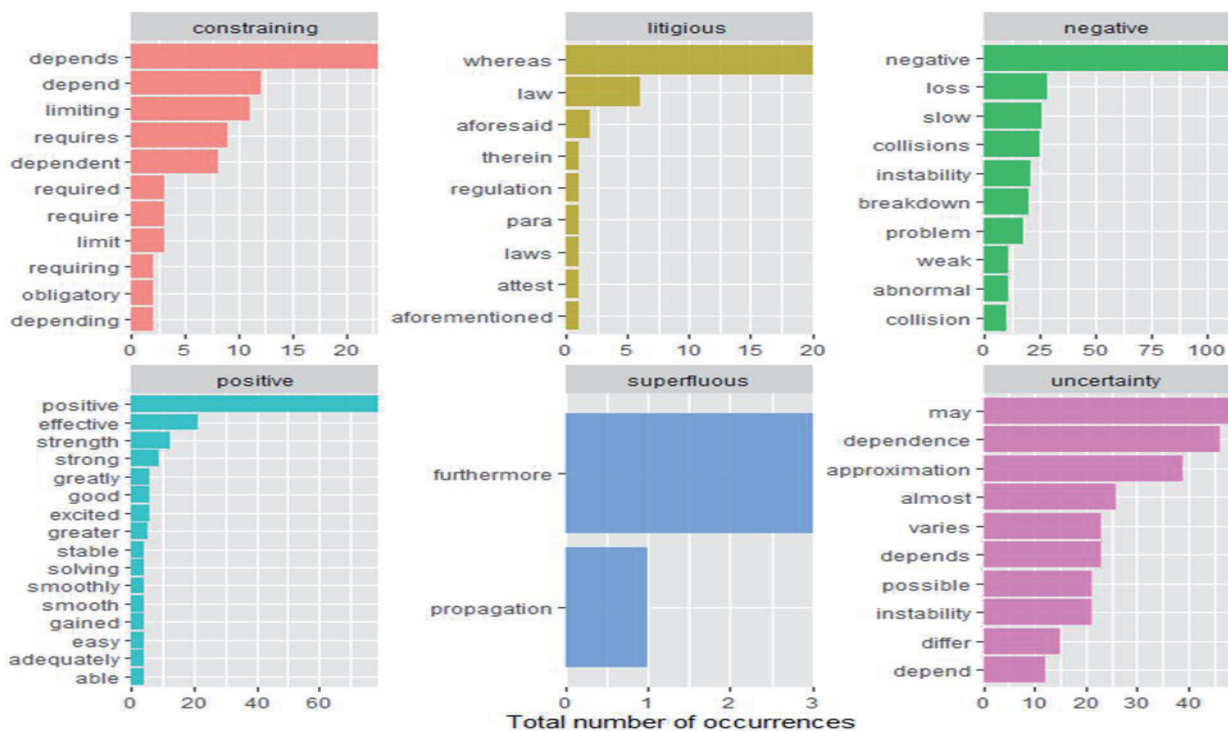 constraining
depends
depend
limiting
requires
dependent
required
require
limit
requiring
obligatory
depending
0 5 10 15 20
litigious
whereas
law
aforesaid
therein
regulation
para
laws
attest
aforementioned
0 5 10 15 20
negative
negative
loss
slow
collisions
instability
breakdown
problem
weak
abnormal
collision
0 25 50 75 100
positive
positive
effective
strength
strong
greatly
good
excited
greater
stable
solving
smoothly
smooth
gained
easy
adequately
able
0 20 40 60
superfluous
furthermore
propagation
0 1 2 3
uncertainty
may
dependence
approximation
almost
varies
depends
possible
instability
differ
depend
0 10 20 30 40
Total number of occurrences